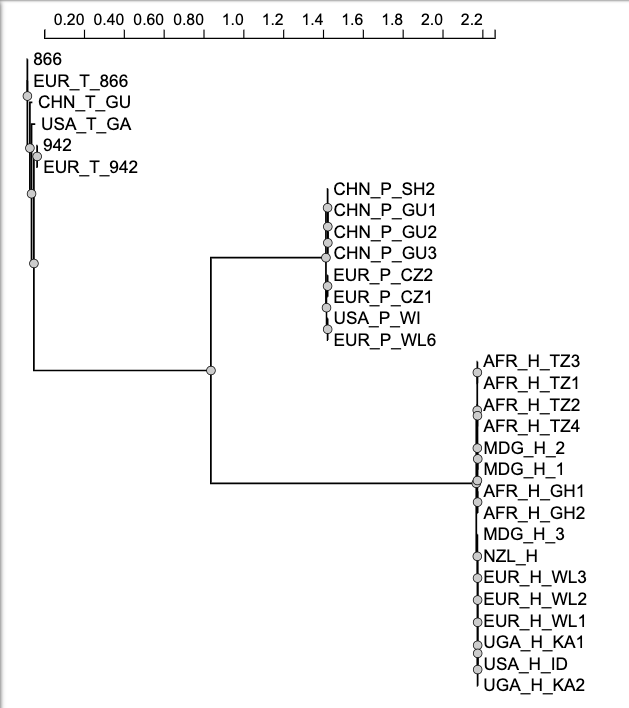 0.20 0.40 0.60 0.80 1.0 1.2 1.4 1.6 1.8 2.0 2.2
866
EUR_T_866
CHN_T_GU
USA_T_GA
942
EUR_T_942
CHN_P_SH2
CHN_P_GU1
CHN_P_GU2
CHN_P_GU3
EUR_P_CZ2
EUR_P_CZ1
USA_P_WI
EUR_P_WL6
AFR_H_TZ3
AFR_H_TZ1
AFR_H_TZ2
AFR_H_TZ4
MDG_H_2
MDG_H_1
AFR_H_GH1
AFR_H_GH2
MDG_H_3
NZL_H
EUR_H_WL3
EUR_H_WL2
EUR_H_WL1
UGA_H_KA1
USA_H_ID
UGA_H_KA2